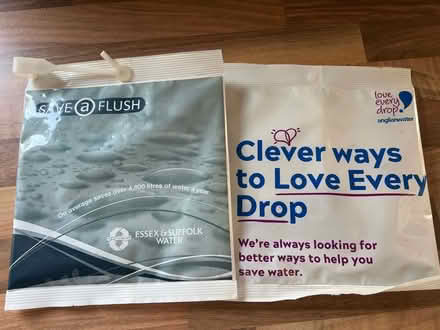 SAVE a FLUSH
On average saves over 4,800 litres of water a year
ESSEX & SUFFOLK
WATER
love
every
drop
anglianwater
Clever ways
to Love Every
Drop
We're always looking for
better ways to help you
save water.